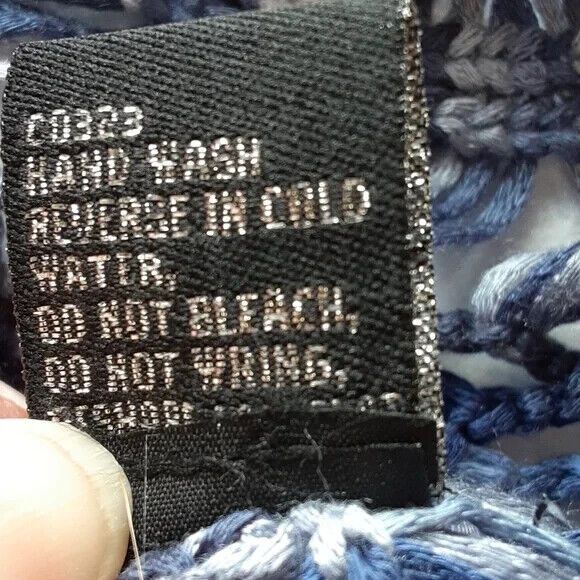 C0323
HAND WASH
REVERSE IN COLD
WATER.
DO NOT BLEACH.
DO NOT WRING.